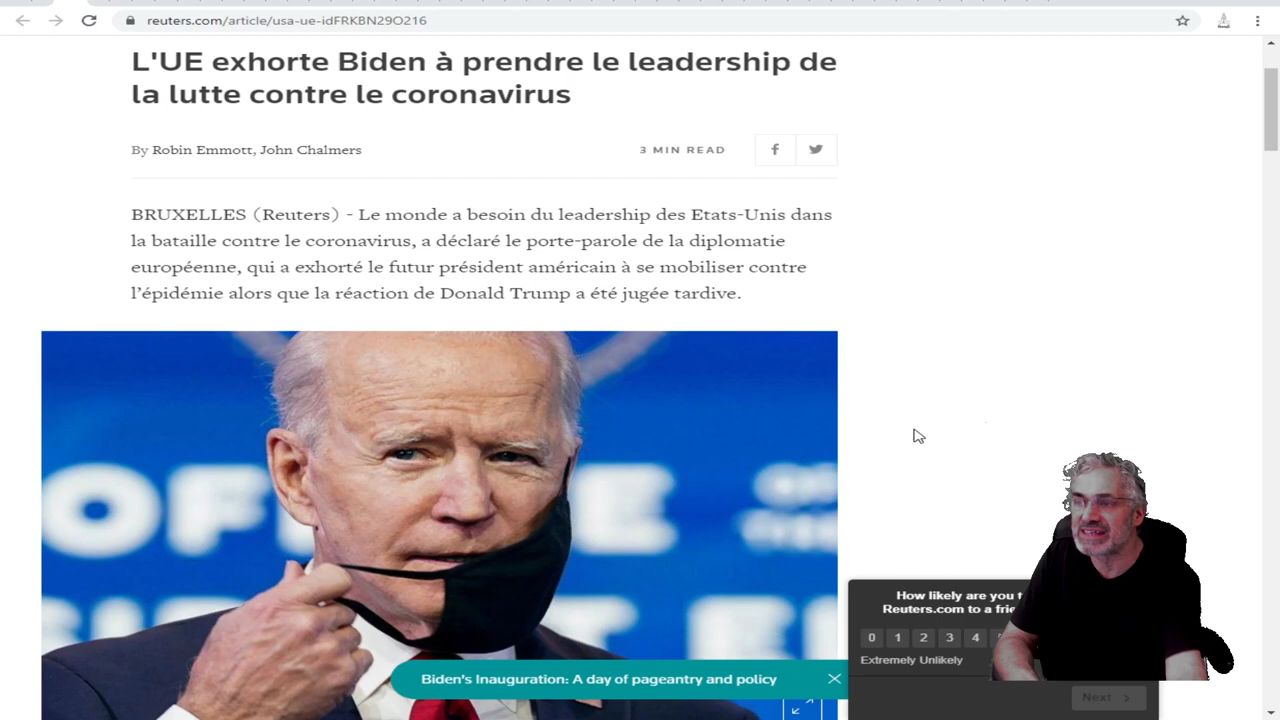 reuters.com/article/usa-ue-idFRKBN29O216
L'UE exhorte Biden à prendre le leadership de
la lutte contre le coronavirus
By Robin Emmott, John Chalmers
3 MIN READ
BRUXELLES (Reuters) - Le monde a besoin du leadership des Etats-Unis dans
la bataille contre le coronavirus, a déclaré le porte-parole de la diplomatie
européenne, qui a exhorté le futur président américain à se mobiliser contre
l’épidémie alors que la réaction de Donald Trump a été jugée tardive.
How likely are you
Reuters.com to a
0 1 2 3 4
Extremely Unlikely
Biden's Inauguration: A day of pageantry and policy
Next >